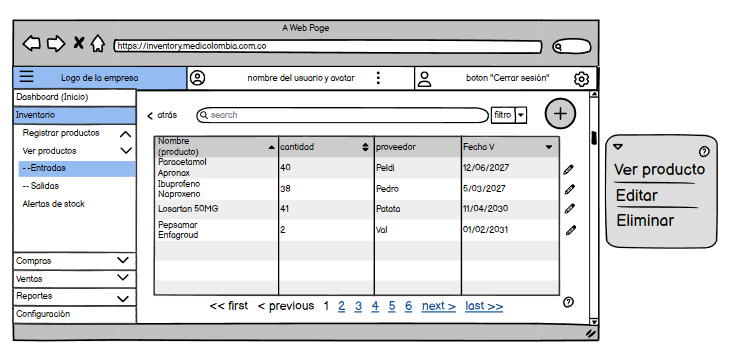 A Web Page
https://inventory.medicolombia.com.co
Logo de la empresa
nombre del usuario y avatar
boton "Cerrar sesión"
Dashboard (Inicio)
Inventario
Registrar productos
Ver productos
--Entradas
-- Salidas
Alertas de stock
Compras
Ventas
Reportes
Configuración
< atrás
search
filtro
Nombre
(producto)
cantidad
proveedor
Fecha V
Paracetamol
Apronax
40
Peldi
12/06/2027
Ibuprofeno
Naproxeno
38
Pedro
5/03/2027
Losartan 50MG
41
Patata
11/04/2030
Pepsamar
Enfagroud
2
Val
01/02/2031
<< first < previous 1 2 3 4 5 6 next > last >>
Ver producto
Editar
Eliminar